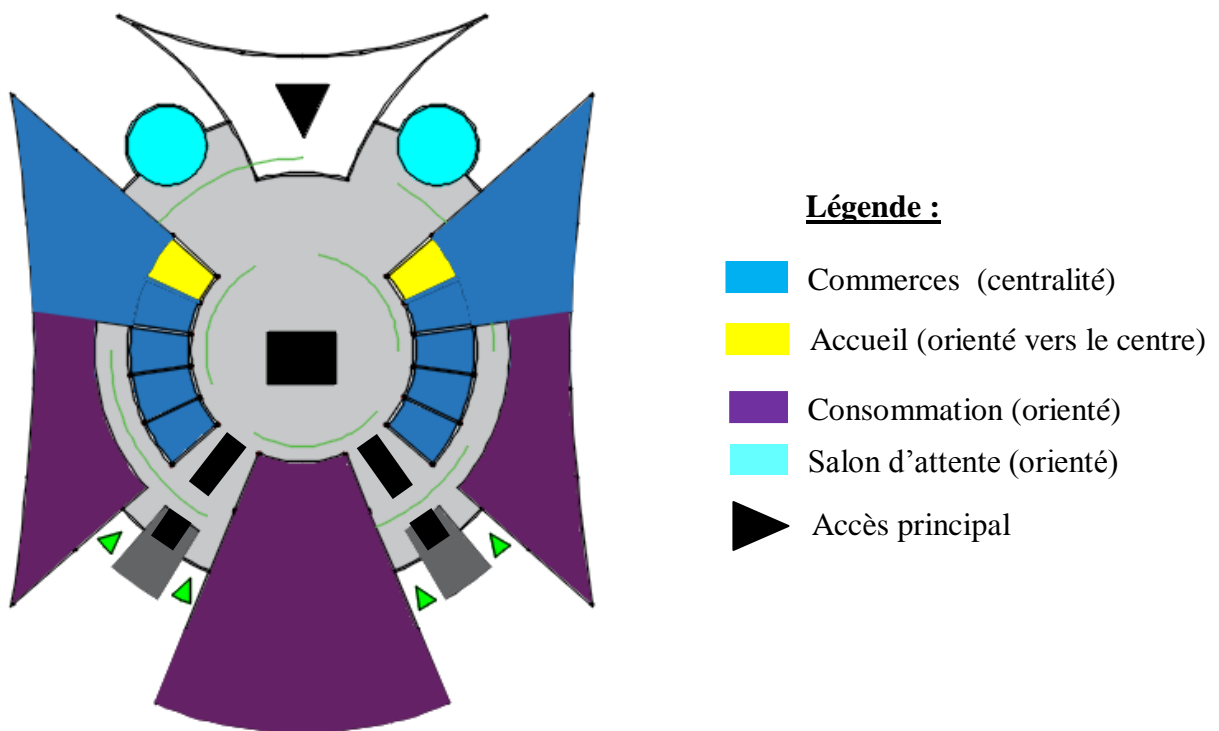 Légende :
Commerces (centralité)
Accueil (orienté vers le centre)
Consommation (orienté)
Salon d’attente (orienté)
Accès principal